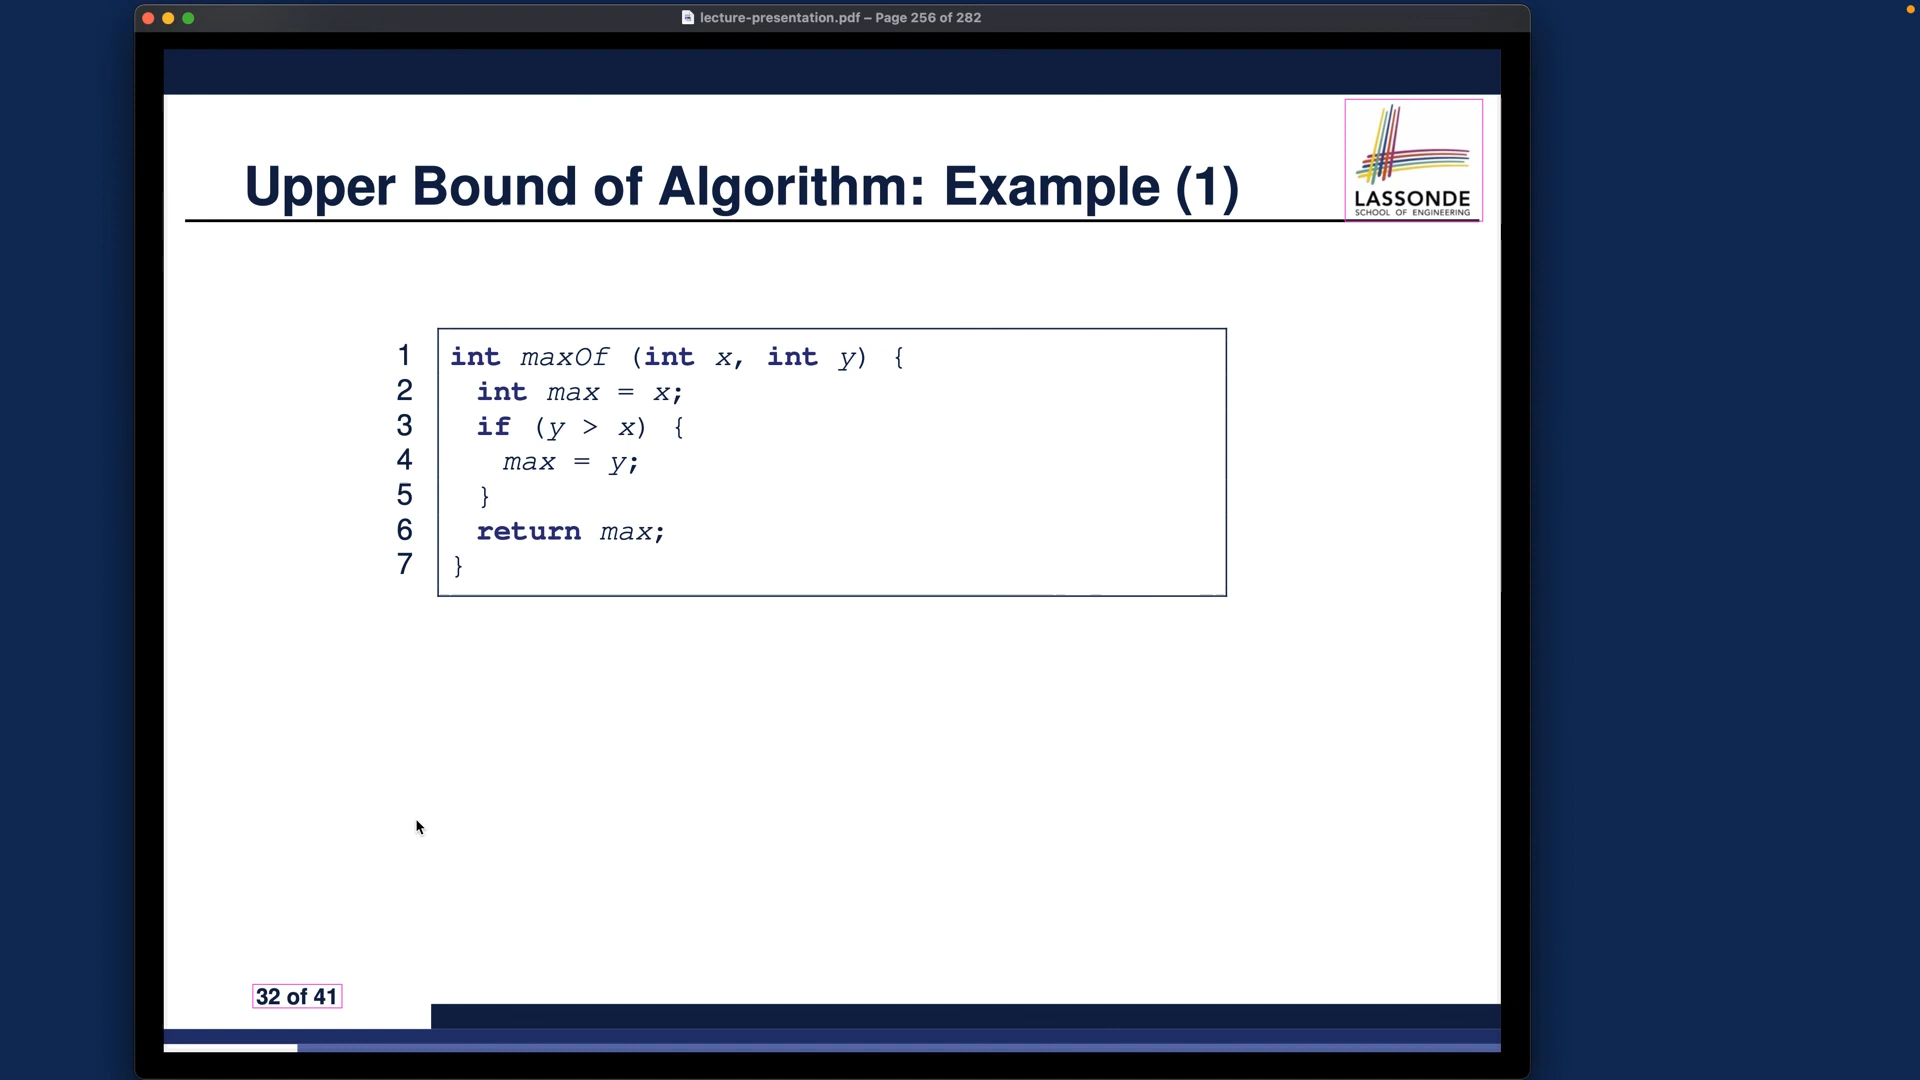 lecture-presentation.pdf – Page 256 of 282
LASSONDE
SCHOOL OF ENGINEERING
Upper Bound of Algorithm: Example (1)
1 int maxOf (int x, int y) {
2 int max = x;
3 if (y > x) {
4 max = y;
5 }
6 return max;
7 }
32 of 41